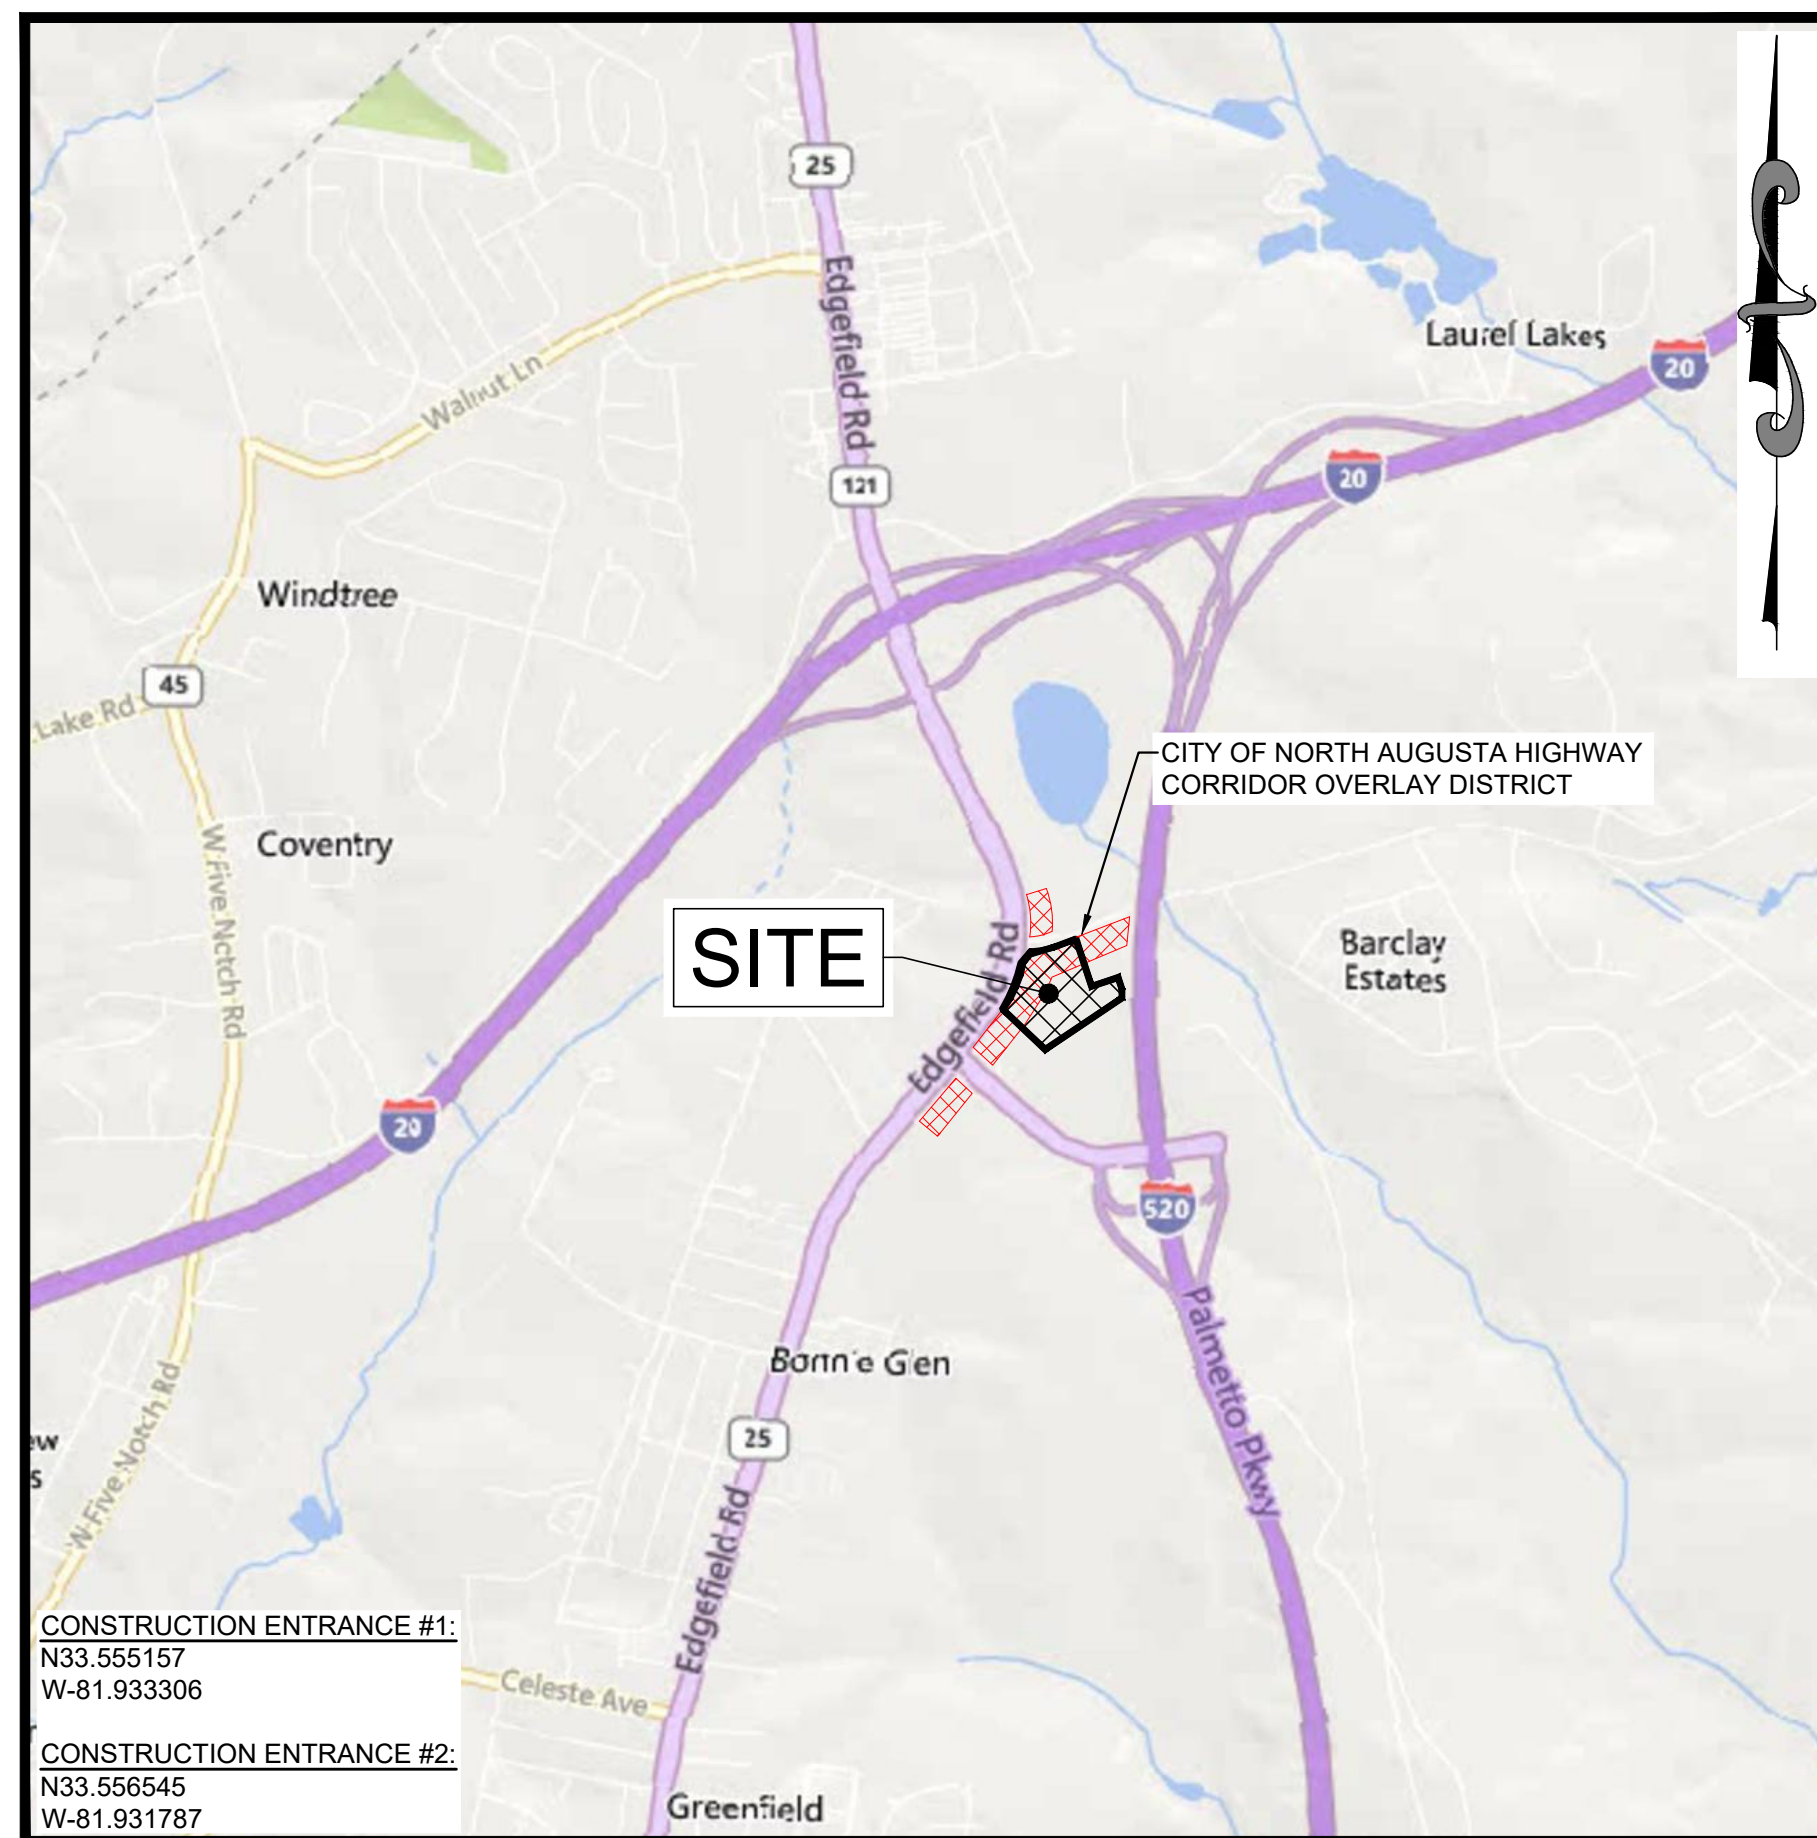 25
Edgefield Rd
Laurel Lakes
20
Walnut Ln
20
121
Windtree
45
Lake Rd
CITY OF NORTH AUGUSTA HIGHWAY
CORRIDOR OVERLAY DISTRICT
Coventry
W Five Notch Rd
SITE
Edgefield Rd
Barclay
Estates
20
520
Palmetto Pkwy
Bonnie Glen
25
W Five Notch Rd
ew
s
Edgefield Rd
CONSTRUCTION ENTRANCE #1:
N33.555157
W-81.933306
Celeste Ave
CONSTRUCTION ENTRANCE #2:
N33.556545
W-81.931787
Greenfield